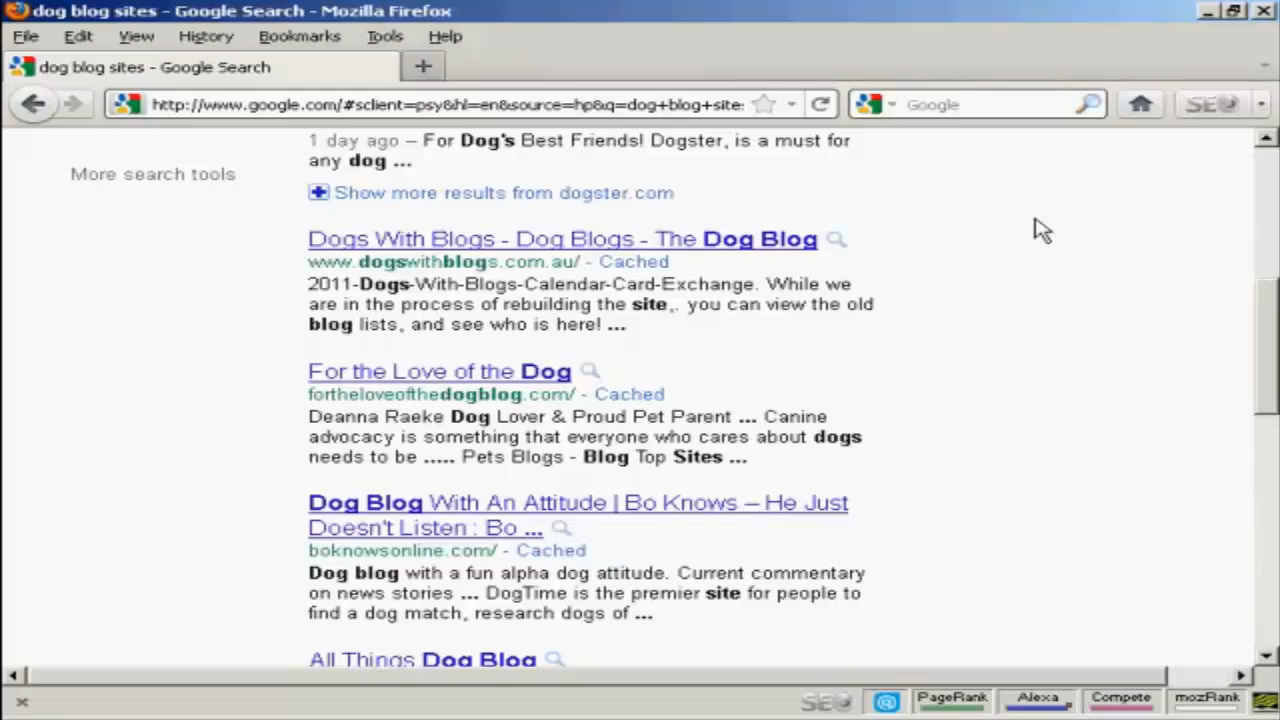 dog blog sites - Google Search - Mozilla Firefox
File Edit View History Bookmarks Tools Help
dog blog sites - Google Search
http://www.google.com/#sclient=psy&hl=en&source=hp&q=dog+blog+site: Google SEO
1 day ago – For Dog's Best Friends! Dogster, is a must for
any dog ...
More search tools
Show more results from dogster.com
Dogs With Blogs - Dog Blogs - The Dog Blog
www.dogswithblogs.com.au/ - Cached
2011-Dogs-With-Blogs-Calendar-Card-Exchange. While we
are in the process of rebuilding the site,. you can view the old
blog lists, and see who is here! ...
For the Love of the Dog
fortheloveofthedogblog.com/ - Cached
Deanna Raeke Dog Lover & Proud Pet Parent ... Canine
advocacy is something that everyone who cares about dogs
needs to be ..... Pets Blogs - Blog Top Sites ...
Dog Blog With An Attitude | Bo Knows – He Just
Doesn't Listen : Bo ...
boknowsonline.com/ - Cached
Dog blog with a fun alpha dog attitude. Current commentary
on news stories ... DogTime is the premier site for people to
find a dog match, research dogs of ...
All Things Dog Blog
SEO PageRank Alexa Compete mozRank